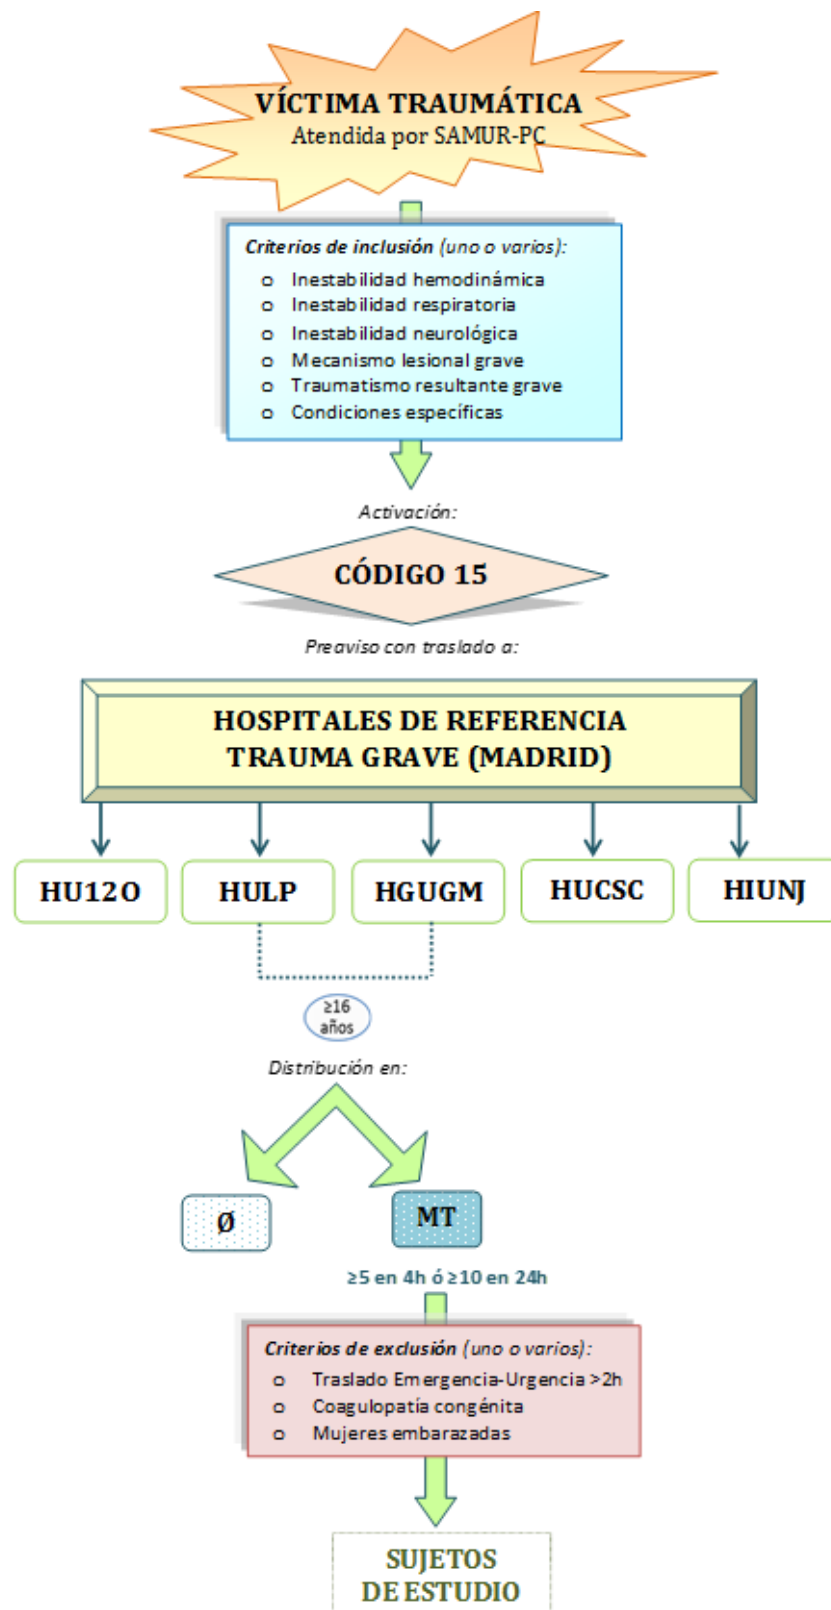 VÍCTIMA TRAUMÁTICA
Atendida por SAMUR-PC
Criterios de inclusión (uno o varios):
o Inestabilidad hemodinámica
o Inestabilidad respiratoria
o Inestabilidad neurológica
o Mecanismo lesional grave
o Traumatismo resultante grave
o Condiciones específicas
Activación:
CÓDIGO 15
Preaviso con traslado a:
HOSPITALES DE REFERENCIA
TRAUMA GRAVE (MADRID)
HU12O HULP HGUGM HUCSC HIUNJ
≥16
años
Distribución en:
Ø MT
≥5 en 4h ó ≥10 en 24h
Criterios de exclusión (uno o varios):
o Traslado Emergencia-Urgencia >2h
o Coagulopatía congénita
o Mujeres embarazadas
SUJETOS
DE ESTUDIO